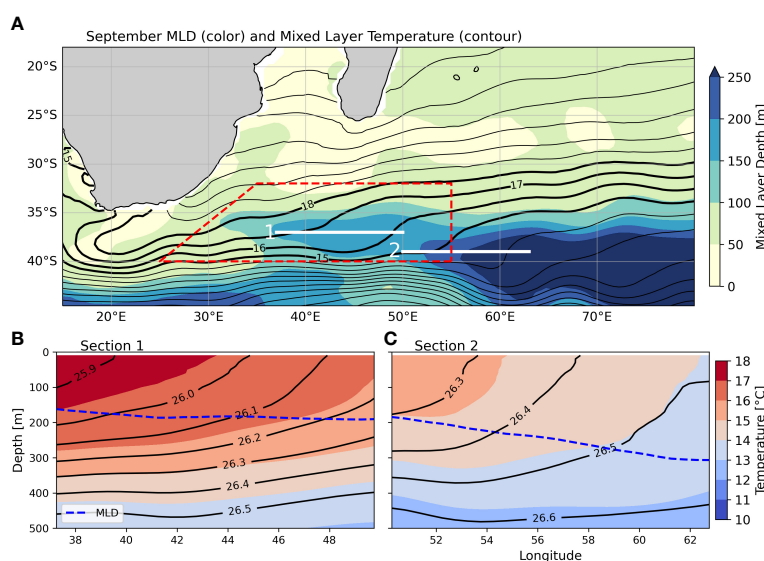 A
September MLD (color) and Mixed Layer Temperature (contour)
20°S
25°S
30°S
35°S
40°S
20°E
30°E
40°E
50°E
60°E
70°E
15
18
17
16
15
1
2
250
200
150
100
50
0
Mixed Layer Depth [m]
B
Section 1
0
100
200
300
400
500
Depth [m]
38
40
42
44
46
48
25.9
26.0
26.1
26.2
26.3
26.4
26.5
MLD
C
Section 2
52
54
56
58
60
62
Longitude
26.3
26.4
26.5
26.6
18
17
16
15
14
13
12
11
10
Temperature [°C]